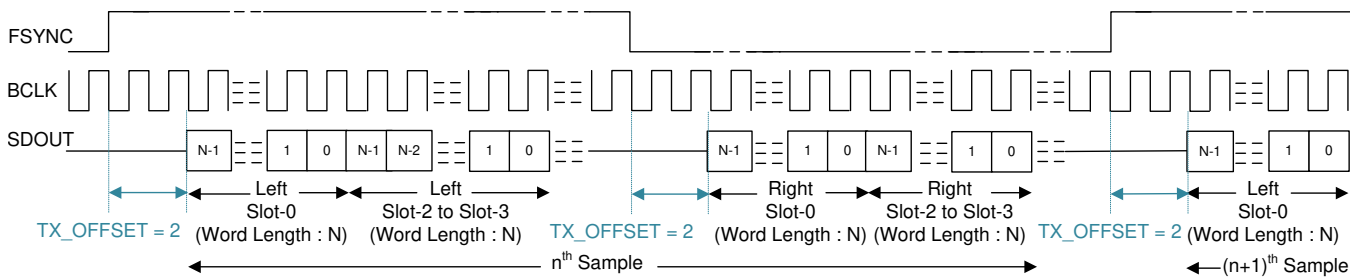 FSYNC
BCLK
SDOUT
N-1 1 0 N-1 N-2 1 0 N-1 1 0 N-1 1 0 N-1 1 0
Left Left Right Right Left
Slot-0 Slot-2 to Slot-3 Slot-0 Slot-2 to Slot-3 Slot-0
TX_OFFSET = 2 (Word Length : N) (Word Length : N) TX_OFFSET = 2 (Word Length : N) (Word Length : N) TX_OFFSET = 2 (Word Length : N)
nth Sample (n+1)th Sample